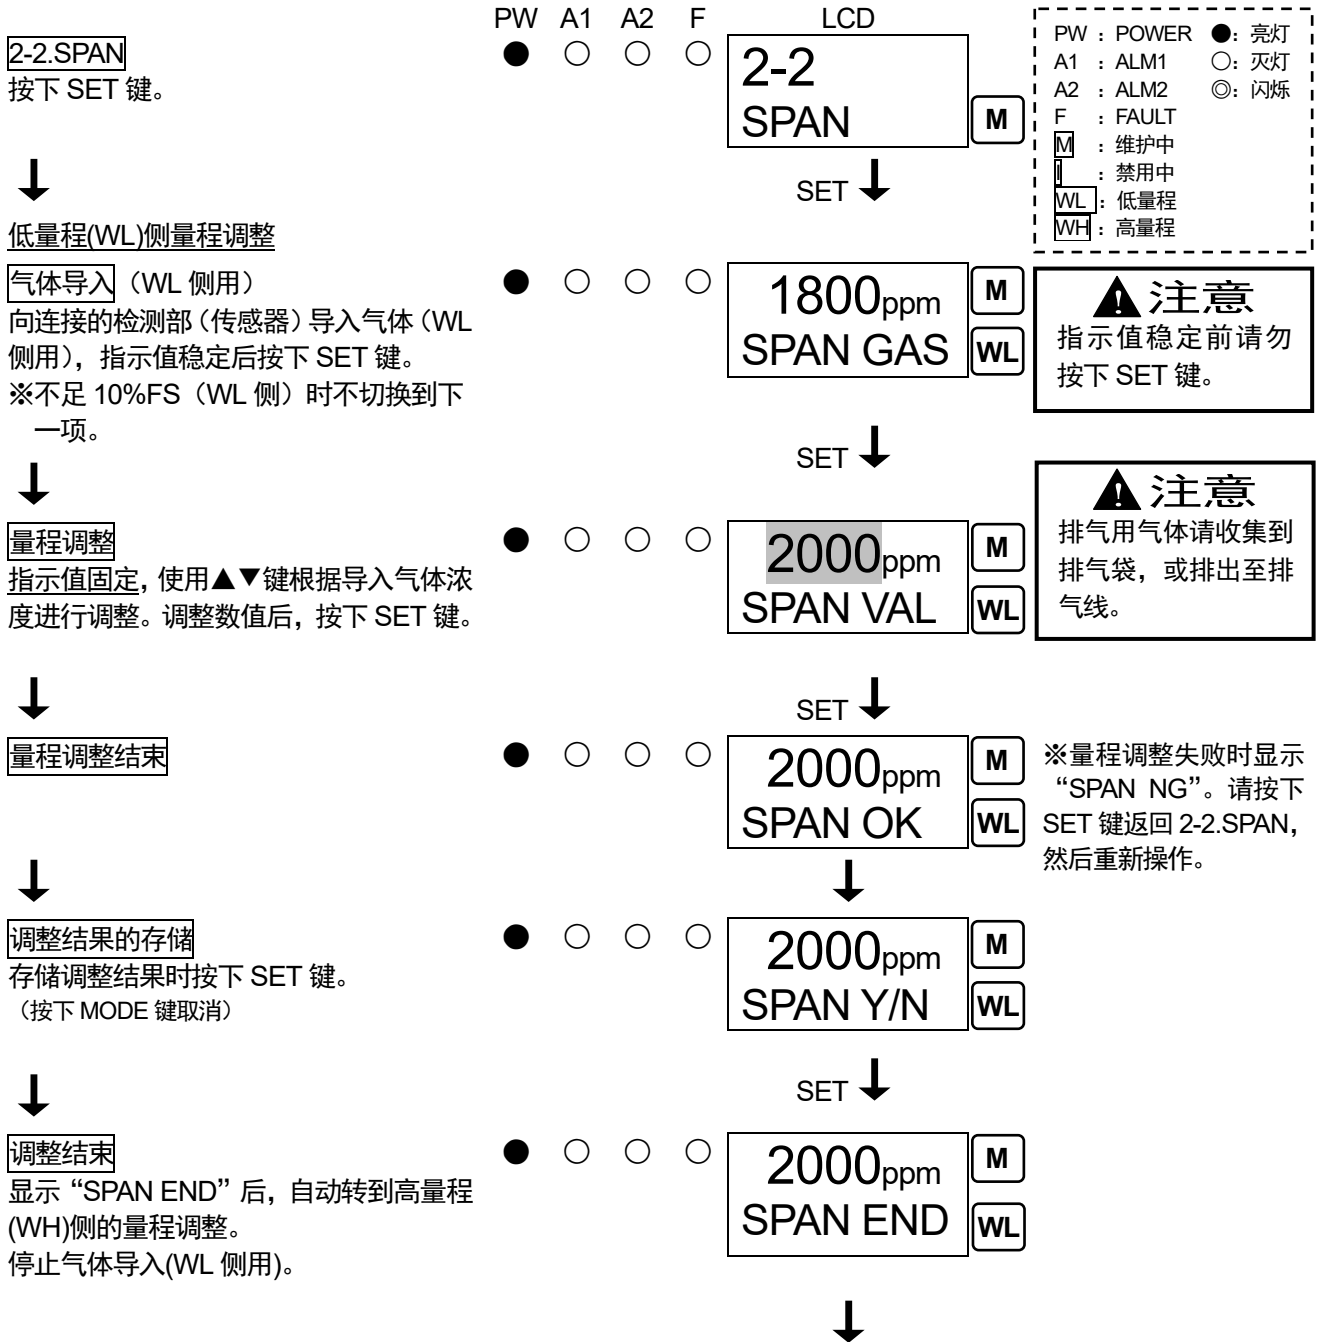 PW A1 A2 F LCD
2-2.SPAN
按下 SET 键。
2-2
SPAN
M
PW : POWER ●: 亮灯
A1 : ALM1 ○: 灭灯
A2 : ALM2 ◎: 闪烁
F : FAULT
M : 维护中
I : 禁用中
WL : 低量程
WH : 高量程
SET
低量程(WL)侧量程调整
气体导入（WL 侧用）
向连接的检测部（传感器）导入气体（WL
侧用），指示值稳定后按下 SET 键。
※不足 10%FS（WL 侧）时不切换到下
一项。
1800ppm
SPAN GAS
M
WL
注意
指示值稳定前请勿
按下 SET 键。
SET
量程调整
指示值固定，使用▲▼键根据导入气体浓
度进行调整。调整数值后，按下 SET 键。
2000ppm
SPAN VAL
M
WL
注意
排气用气体请收集到
排气袋，或排出至排
气线。
SET
量程调整结束
2000ppm
SPAN OK
M
WL
※量程调整失败时显示
“SPAN NG”。请按下
SET 键返回 2-2.SPAN，
然后重新操作。
调整结果的存储
存储调整结果时按下 SET 键。
（按下 MODE 键取消）
2000ppm
SPAN Y/N
M
WL
SET
调整结束
显示“SPAN END”后，自动转到高量程
(WH)侧的量程调整。
停止气体导入(WL 侧用)。
2000ppm
SPAN END
M
WL